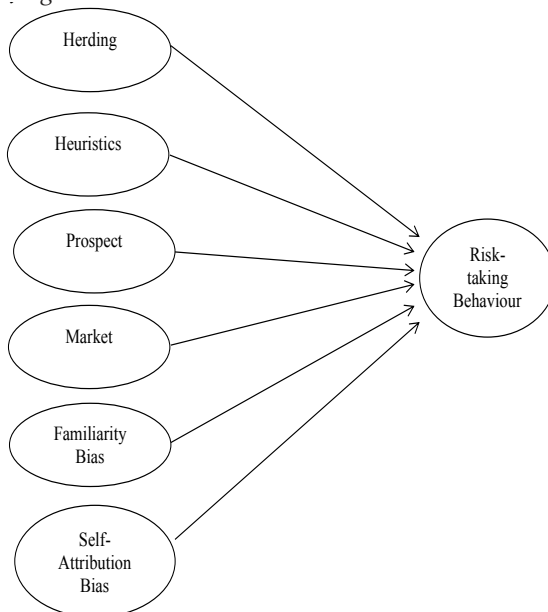 Herding
Heuristics
Prospect
Market
Familiarity
Bias
Self-
Attribution
Bias
Risk-
taking
Behaviour